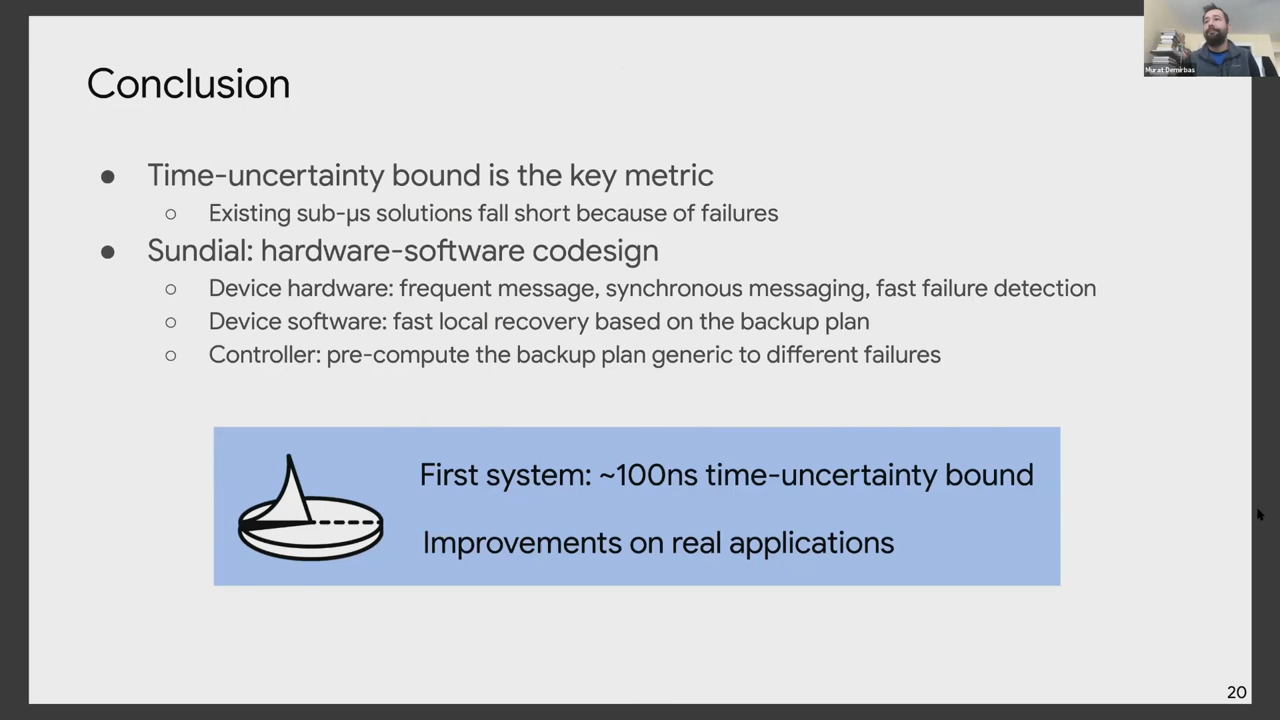 Murat Demirbas
Conclusion
● Time-uncertainty bound is the key metric
○ Existing sub-μs solutions fall short because of failures
● Sundial: hardware-software codesign
○ Device hardware: frequent message, synchronous messaging, fast failure detection
○ Device software: fast local recovery based on the backup plan
○ Controller: pre-compute the backup plan generic to different failures
First system: ~100ns time-uncertainty bound
Improvements on real applications
20